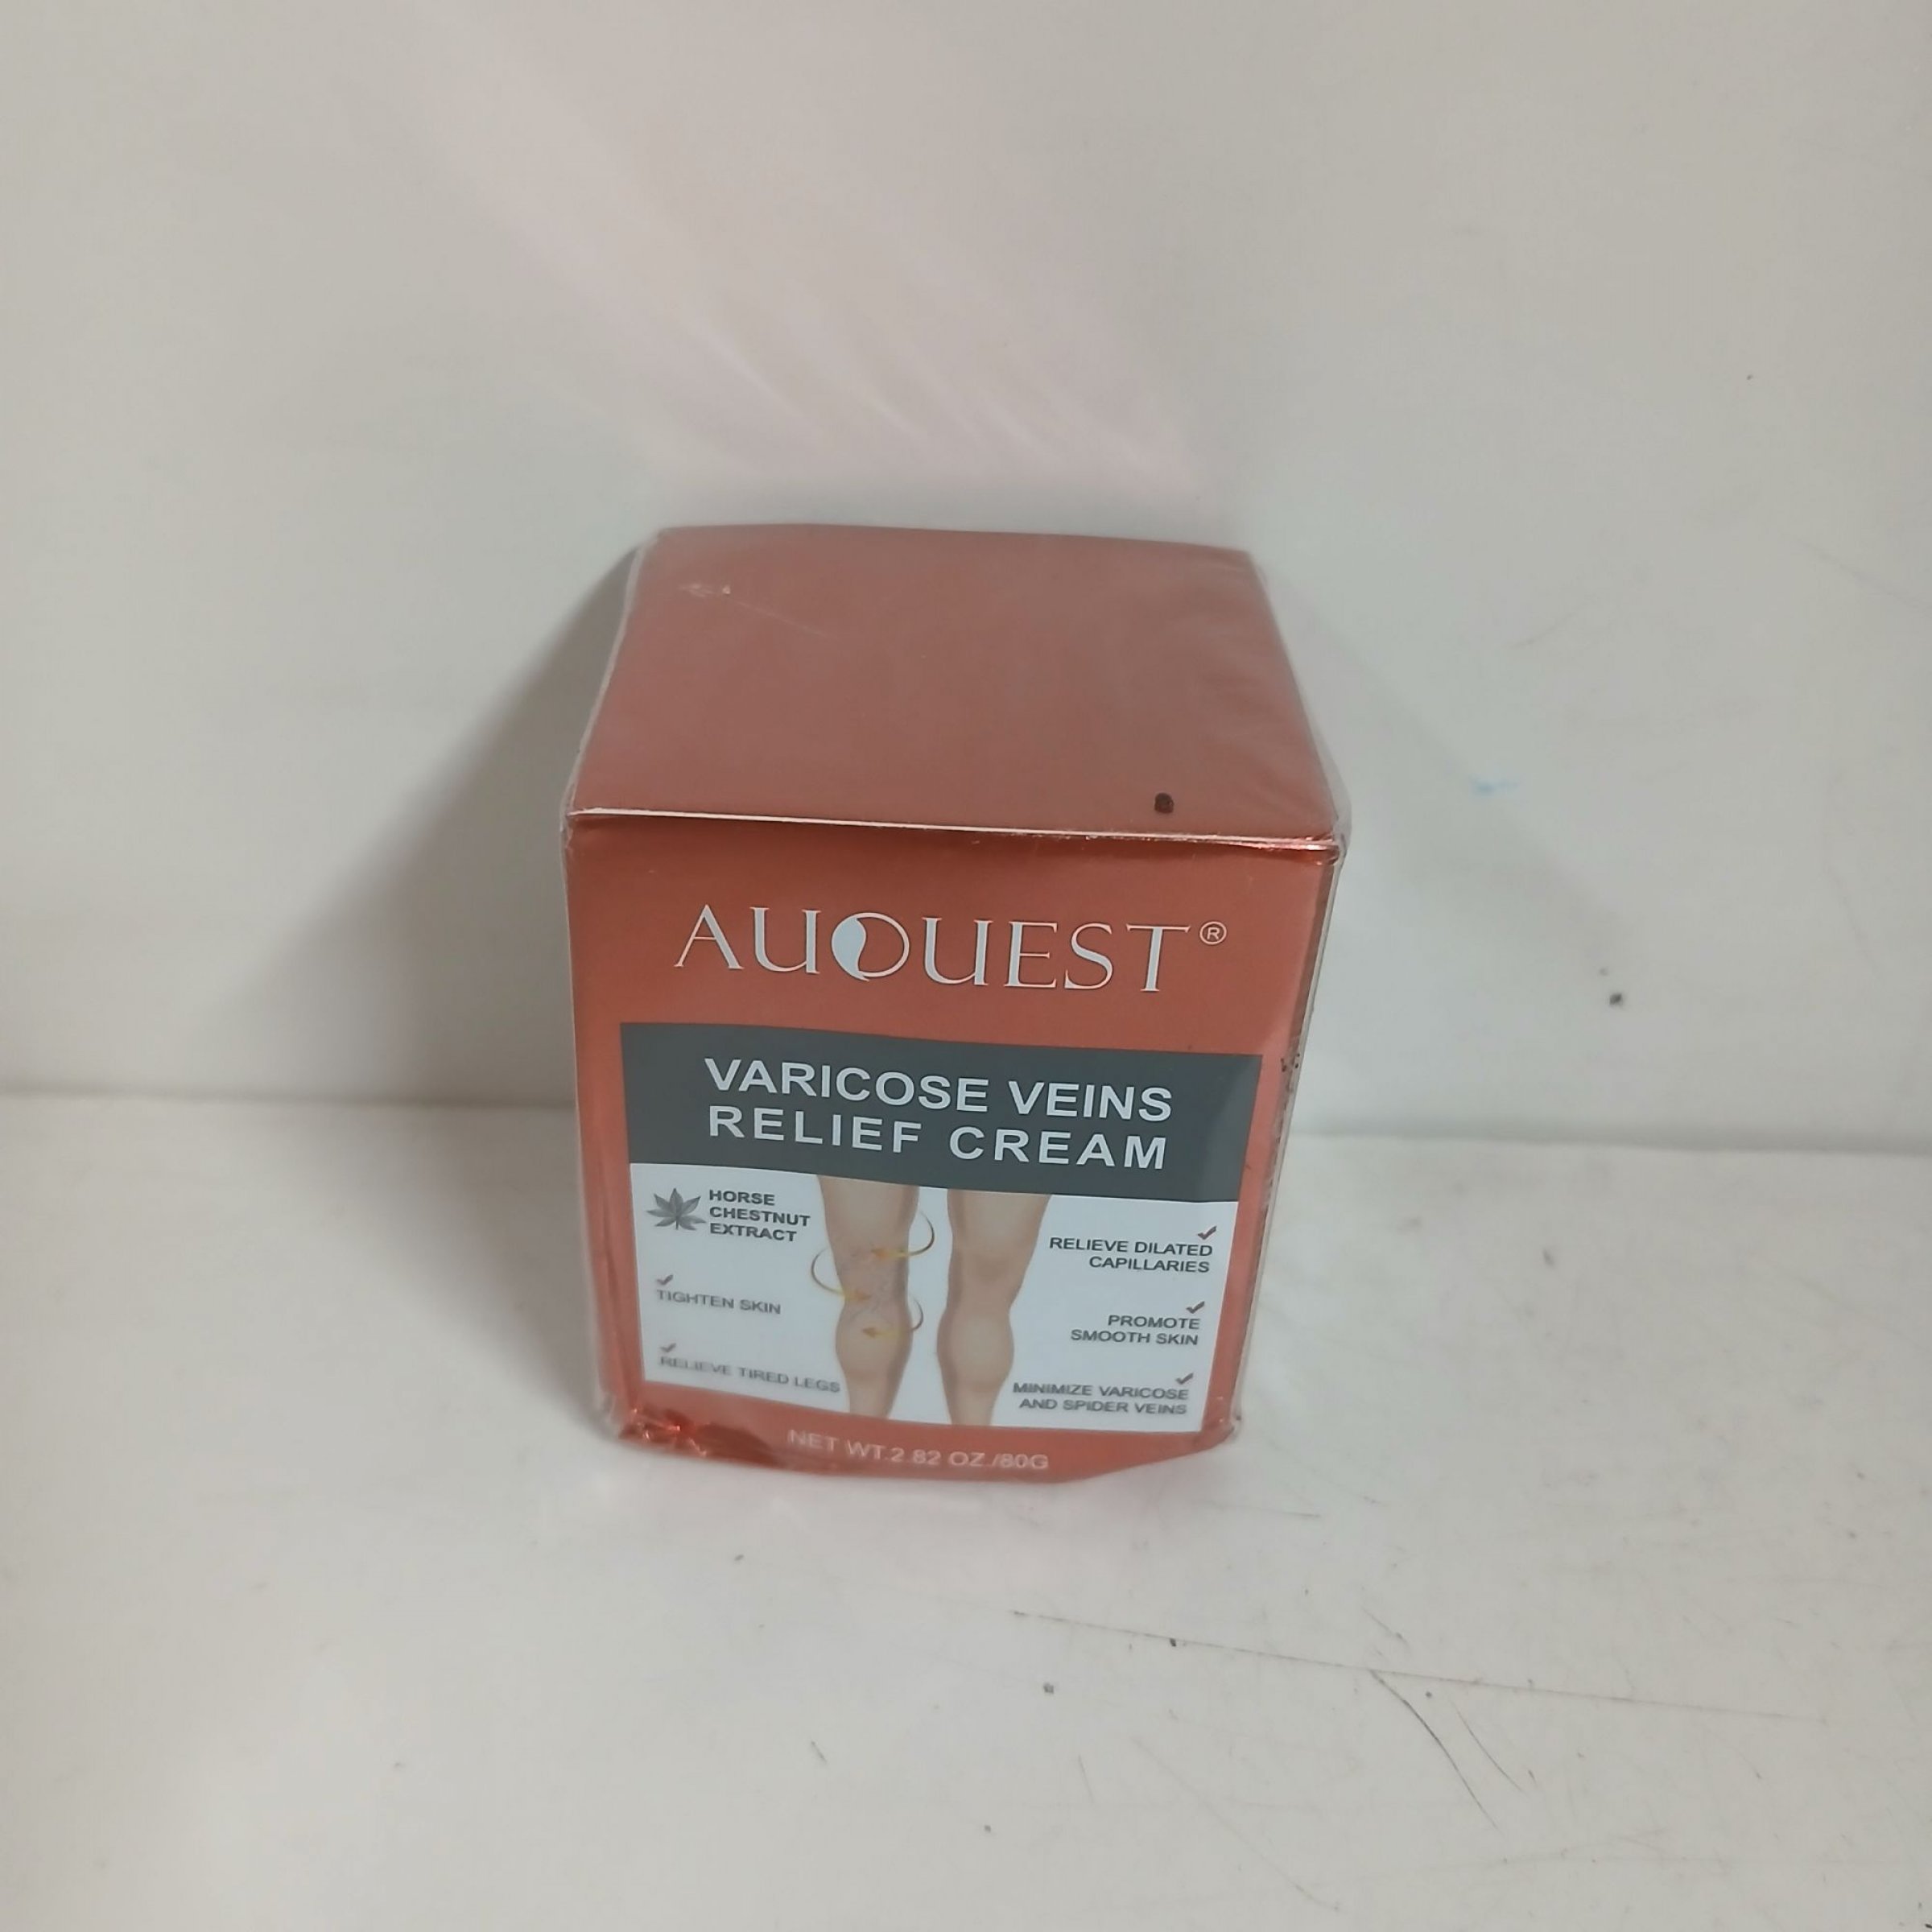 AUQUEST®
VARICOSE VEINS
RELIEF CREAM
HORSE
CHESTNUT
EXTRACT
TIGHTEN SKIN
RELIEVE TIRED LEGS
RELIEVE DILATED
CAPILLARIES
PROMOTE
SMOOTH SKIN
MINIMIZE VARICOSE
AND SPIDER VEINS
NET WT.2.82 OZ./80G